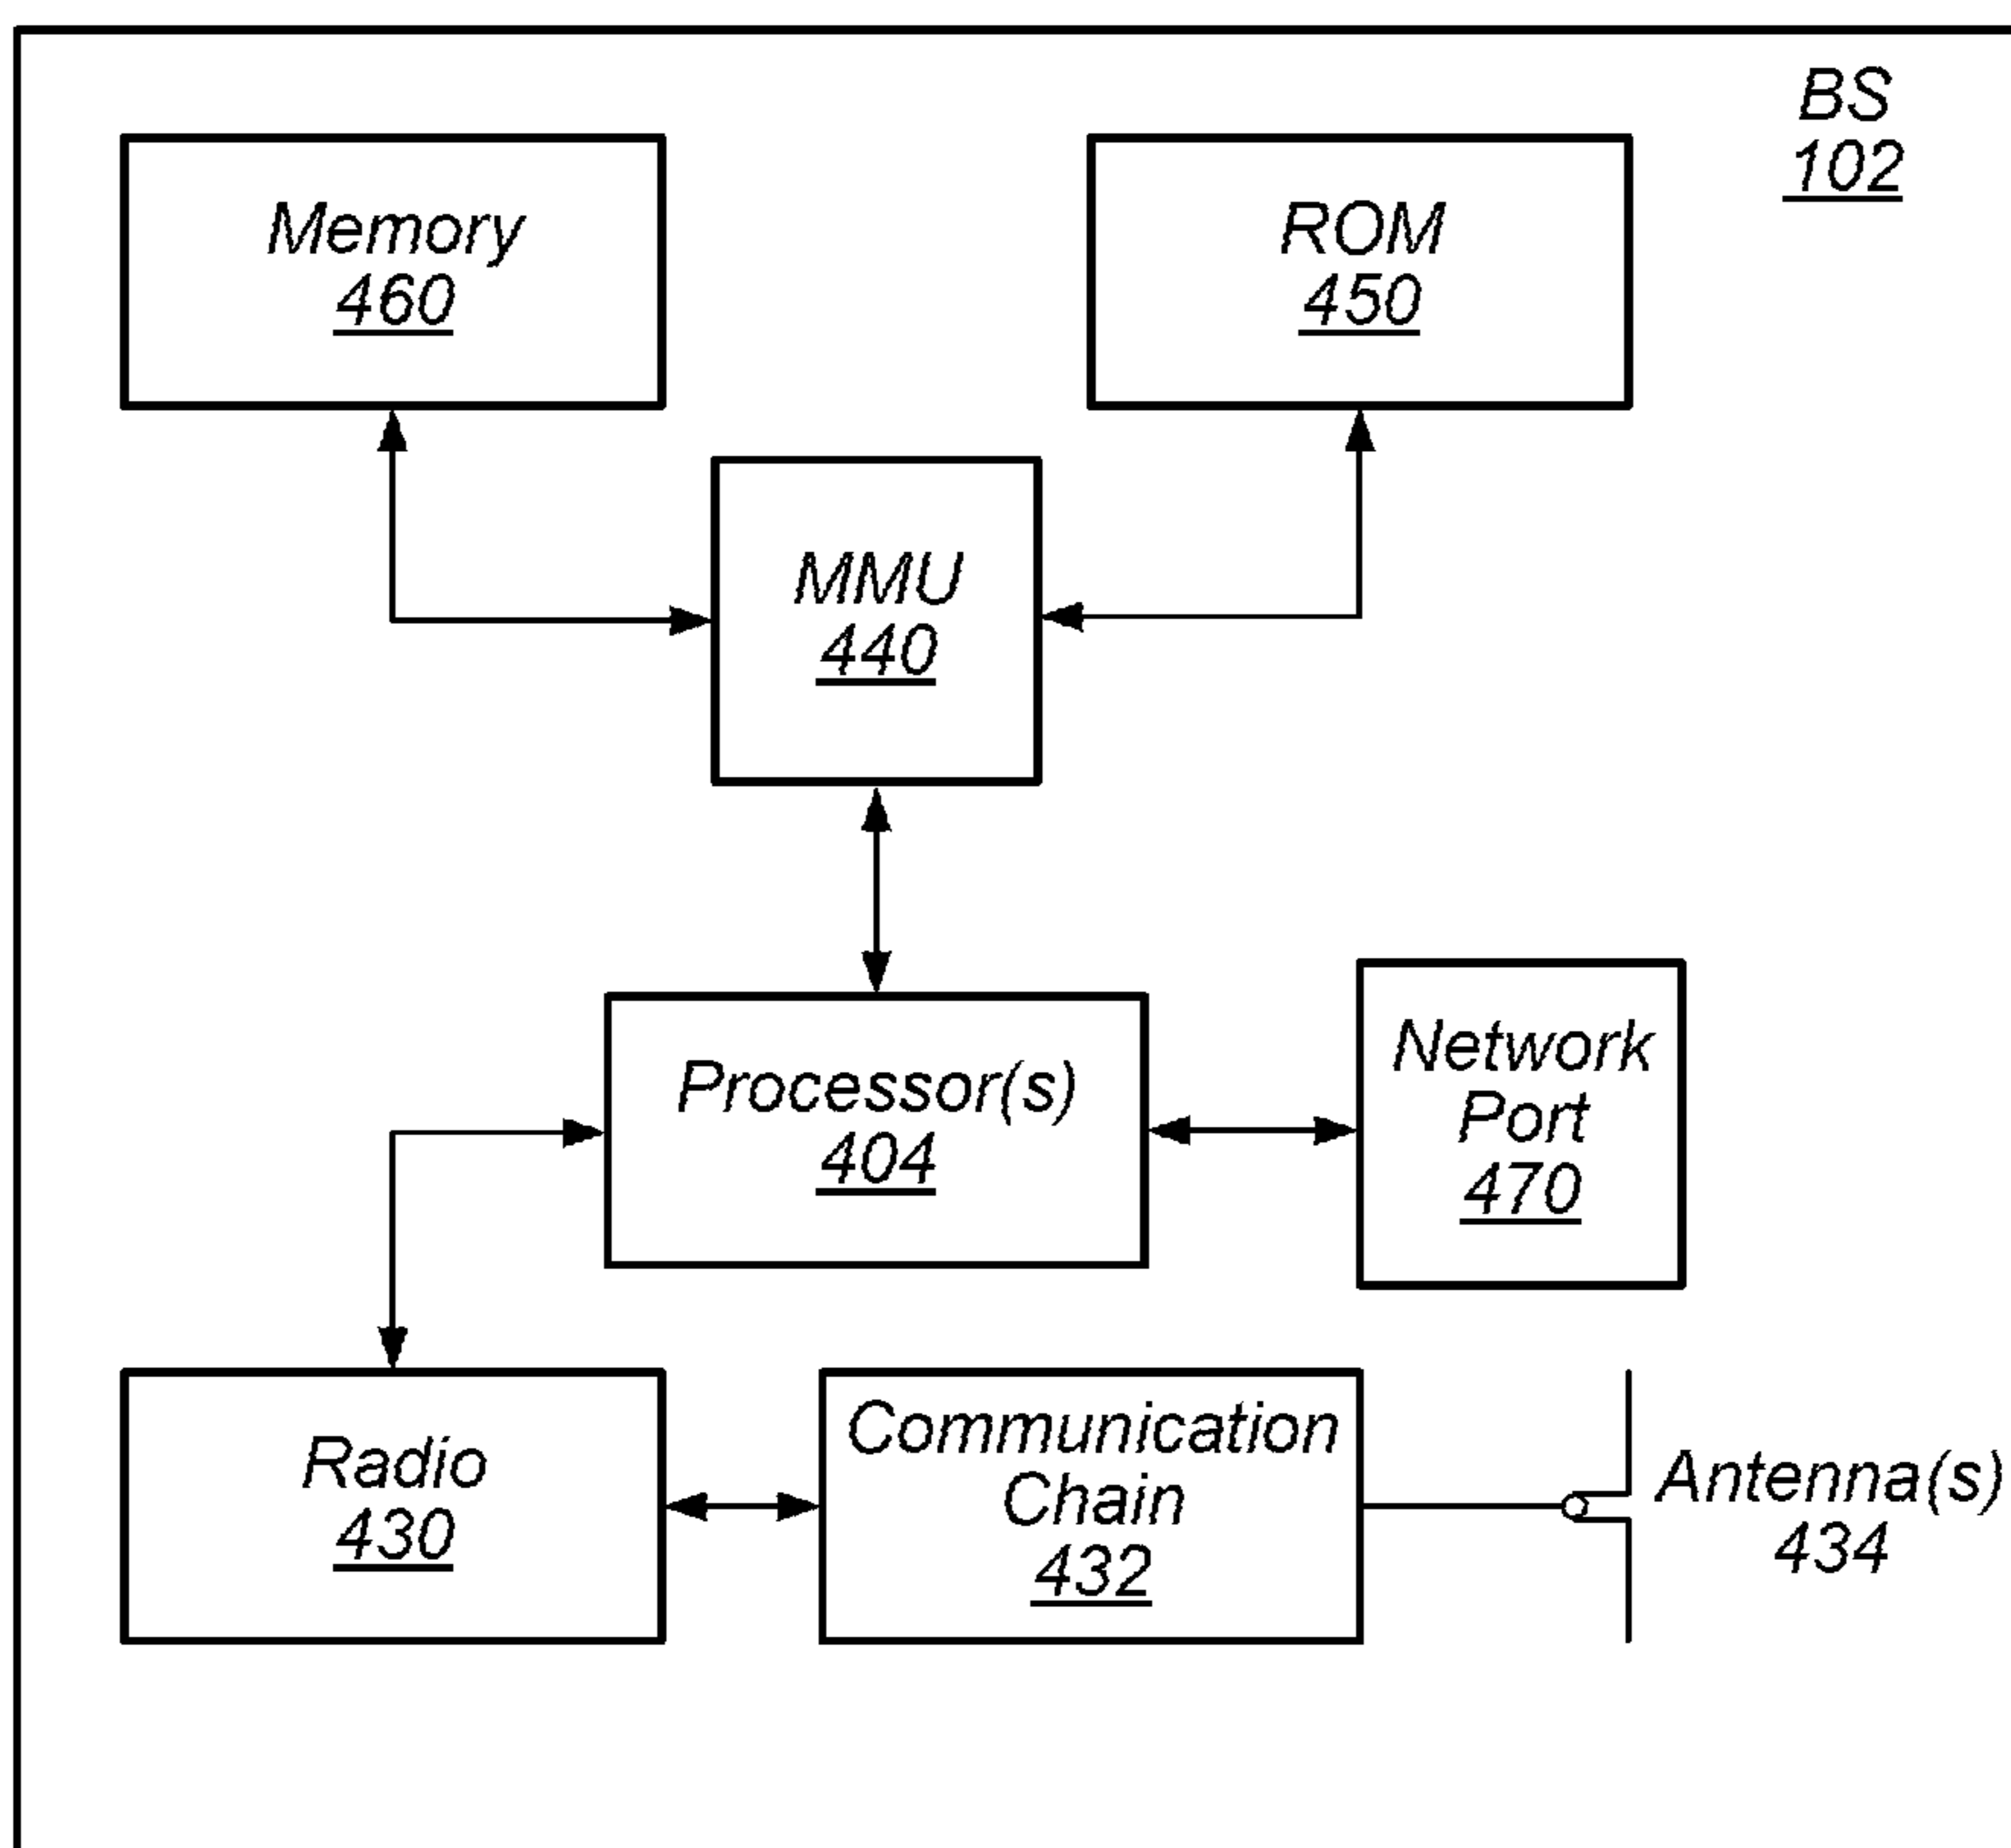 BS
102
Memory
460
ROM
450
MMU
440
Processor(s)
404
Network
Port
470
Radio
430
Communication
Chain
432
Antenna(s)
434